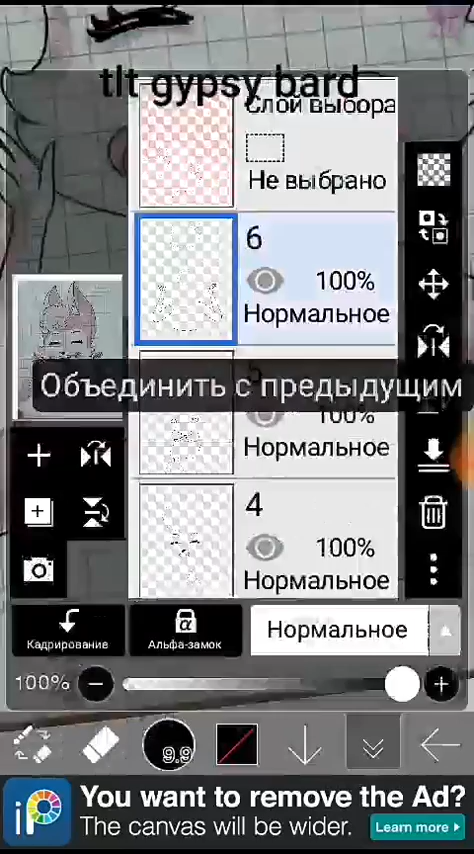 tlt gypsy bard
Слой выбора
Не выбрано
6
100%
Нормальное
Объединить с предыдущим
100%
Нормальное
4
100%
Нормальное
Кадрирование
Альфа-замок
Нормальное
100%
9.9
You want to remove the Ad?
The canvas will be wider.
Learn more